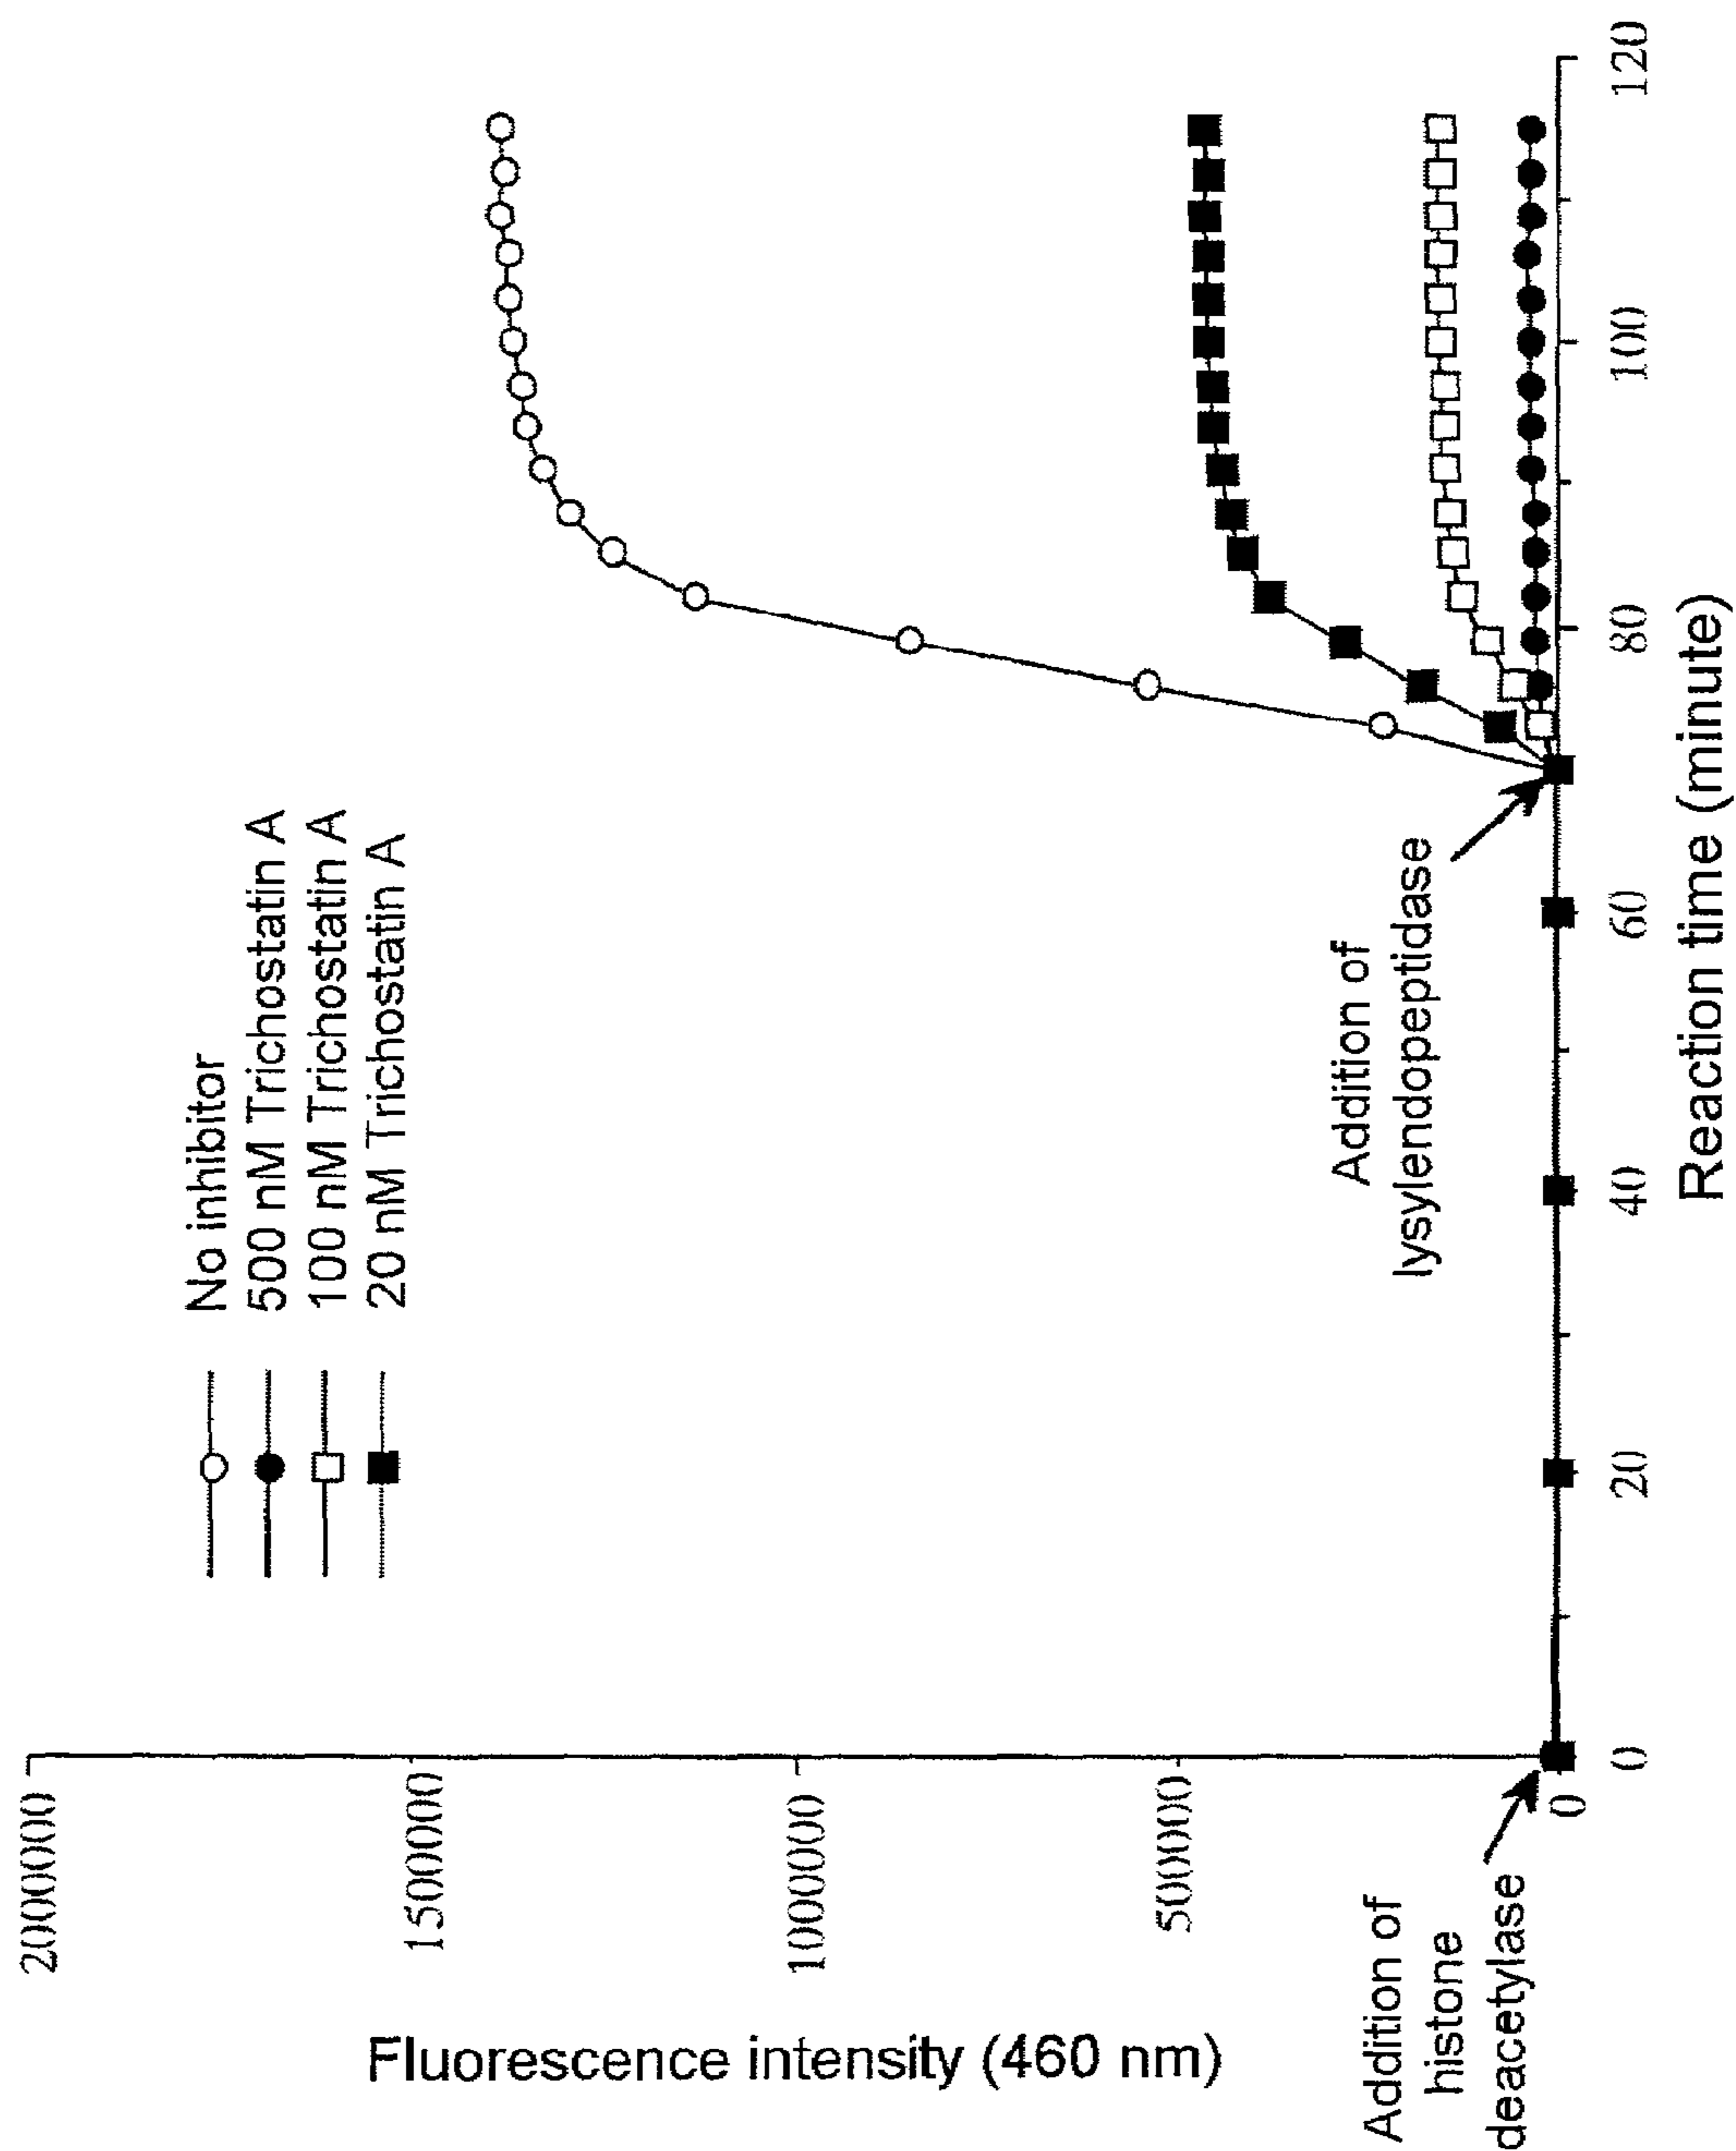 No inhibitor
500 nM Trichostatin A
100 nM Trichostatin A
20 nM Trichostatin A
Fluorescence intensity (460 nm)
2000000
1500000
1000000
500000
0
Addition of
histone
deacetylase
Addition of
lysylendopeptidase
0
20
40
60
80
100
120
Reaction time (minute)